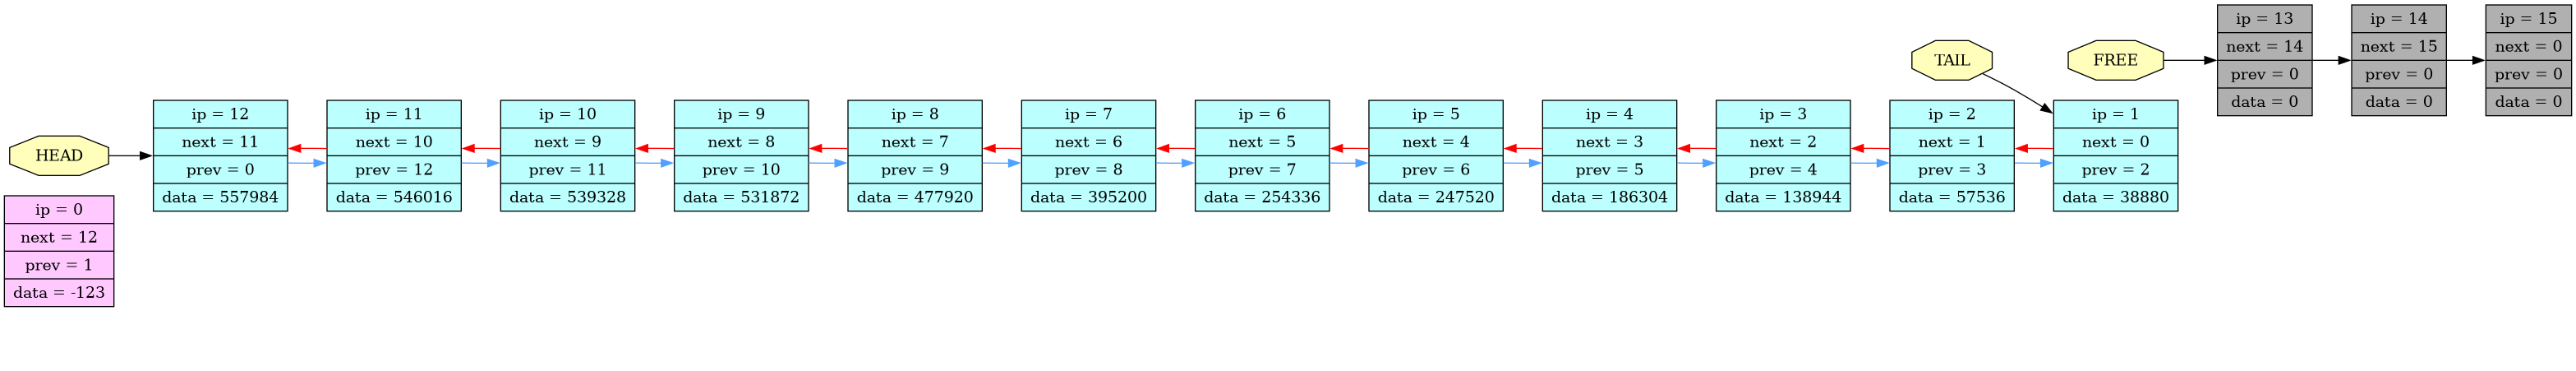 HEAD
ip = 0
next = 12
prev = 1
data = -123
ip = 12
next = 11
prev = 0
data = 557984
ip = 11
next = 10
prev = 12
data = 546016
ip = 10
next = 9
prev = 11
data = 539328
ip = 9
next = 8
prev = 10
data = 531872
ip = 8
next = 7
prev = 9
data = 477920
ip = 7
next = 6
prev = 8
data = 395200
ip = 6
next = 5
prev = 7
data = 254336
ip = 5
next = 4
prev = 6
data = 247520
ip = 4
next = 3
prev = 5
data = 186304
ip = 3
next = 2
prev = 4
data = 138944
ip = 2
next = 1
prev = 3
data = 57536
TAIL
ip = 1
next = 0
prev = 2
data = 38880
FREE
ip = 13
next = 14
prev = 0
data = 0
ip = 14
next = 15
prev = 0
data = 0
ip = 15
next = 0
prev = 0
data = 0